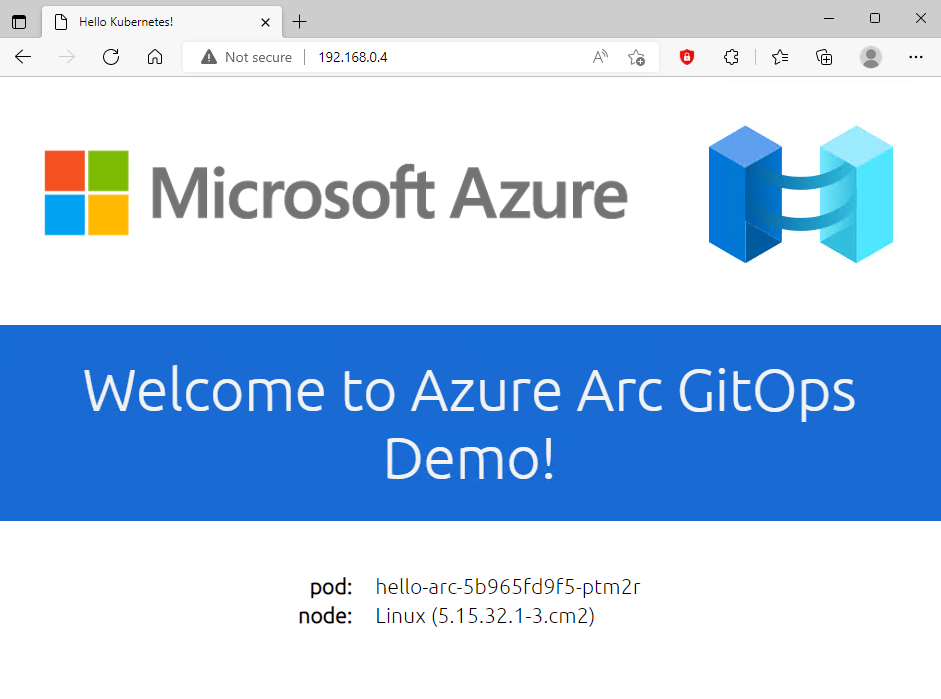 Hello Kubernetes!
Not secure 192.168.0.4
Microsoft Azure
Welcome to Azure Arc GitOps
Demo!
pod: hello-arc-5b965fd9f5-ptm2r
node: Linux (5.15.32.1-3.cm2)